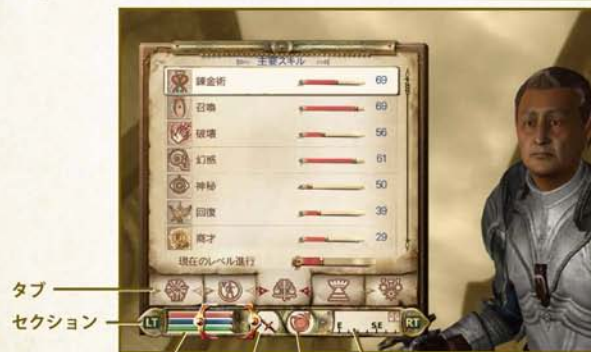 主要スキル
錬金術 69
召喚 69
破壊 56
幻惑 61
神秘 50
回復 39
商才 29
現在のレベル進行
タブ
セクション
LT
E SE
RT